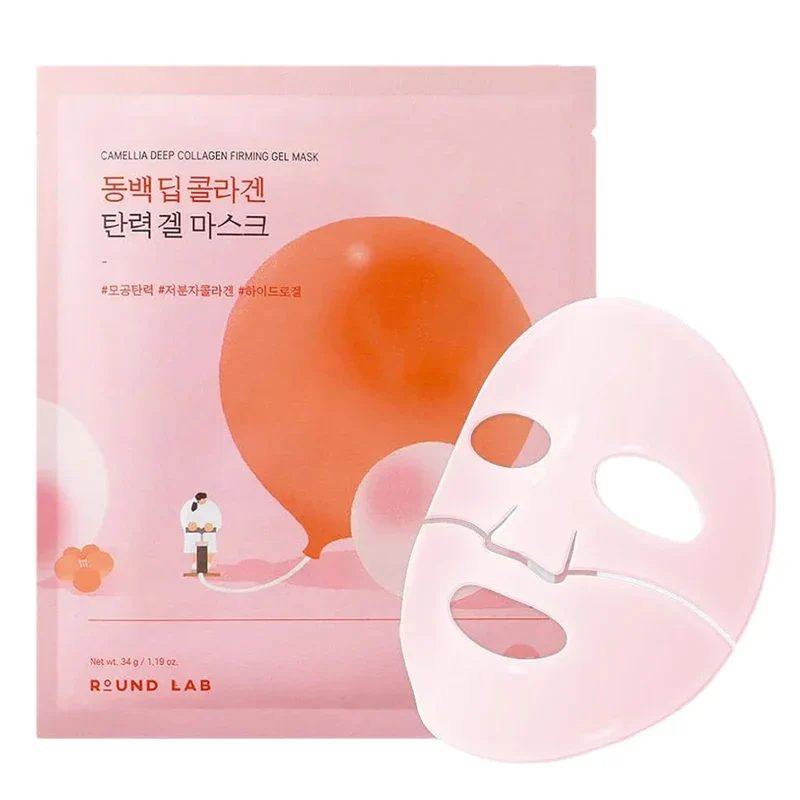 CAMELLIA DEEP COLLAGEN FIRMING GEL MASK
동백 딥 콜라겐
탄력 겔 마스크
-
#모공탄력 #저분자콜라겐 #하이드로겔
Net wt. 34 g / 1.19 oz.
ROUND LAB